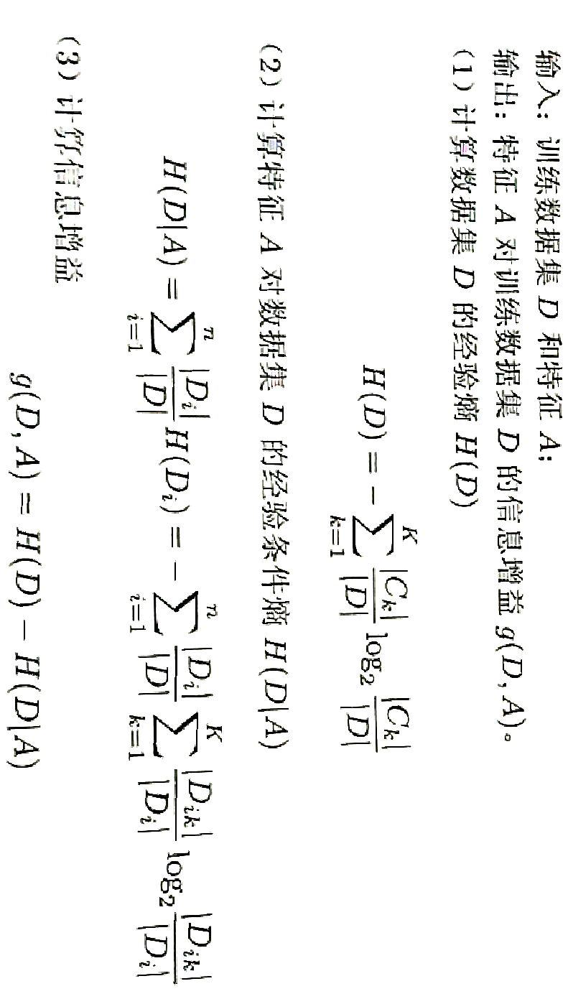 输入：训练数据集 D 和特征 A；
输出：特征 A 对训练数据集 D 的信息增益 g(D, A)。
（1）计算数据集 D 的经验熵 H(D)
H(D) = − \sum_{k=1}^{K} \frac{|C_k|}{|D|} \log_2 \frac{|C_k|}{|D|}
（2）计算特征 A 对数据集 D 的经验条件熵 H(D|A)
H(D|A) = \sum_{i=1}^{n} \frac{|D_i|}{|D|} H(D_i) = − \sum_{i=1}^{n} \frac{|D_i|}{|D|} \sum_{k=1}^{K} \frac{|D_{ik}|}{|D_i|} \log_2 \frac{|D_{ik}|}{|D_i|}
（3）计算信息增益
g(D, A) = H(D) − H(D|A)